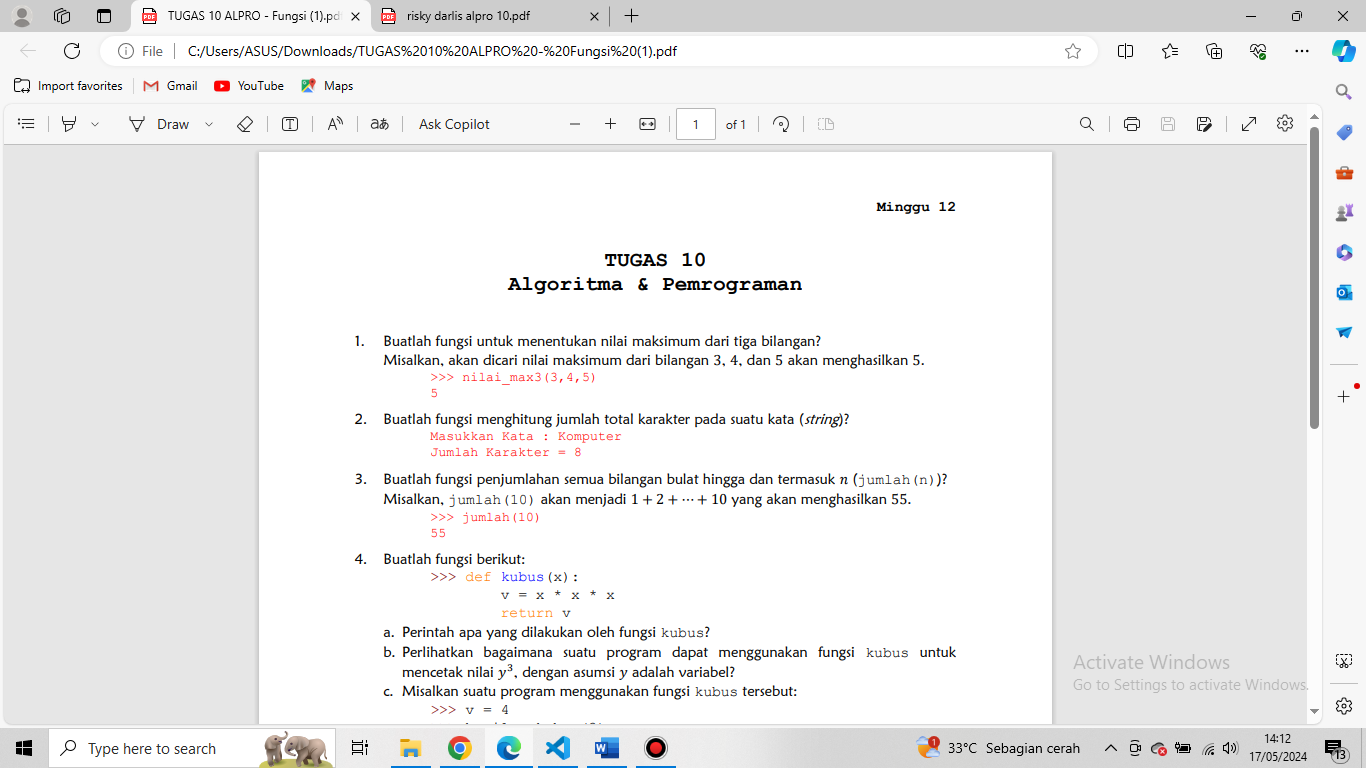 TUGAS 10 ALPRO - Fungsi (1).pd
risky darlis alpro 10.pdf
File
C:/Users/ASUS/Downloads/TUGAS%2010%20ALPRO%20-%20Fungsi%20(1).pdf
Import favorites
Gmail
YouTube
Maps
Draw
Ask Copilot
1
of 1
Minggu 12
TUGAS 10
Algoritma & Pemrograman
1. Buatlah fungsi untuk menentukan nilai maksimum dari tiga bilangan?
Misalkan, akan dicari nilai maksimum dari bilangan 3, 4, dan 5 akan menghasilkan 5.
>>> nilai_max3(3,4,5)
5
2. Buatlah fungsi menghitung jumlah total karakter pada suatu kata (string)?
Masukkan Kata : Komputer
Jumlah Karakter = 8
3. Buatlah fungsi penjumlahan semua bilangan bulat hingga dan termasuk n (jumlah(n))?
Misalkan, jumlah(10) akan menjadi 1 + 2 + ⋯ + 10 yang akan menghasilkan 55.
>>> jumlah(10)
55
4. Buatlah fungsi berikut:
>>> def kubus(x):
v = x * x * x
return v
a. Perintah apa yang dilakukan oleh fungsi kubus?
b. Perlihatkan bagaimana suatu program dapat menggunakan fungsi kubus untuk
mencetak nilai y³, dengan asumsi y adalah variabel?
c. Misalkan suatu program menggunakan fungsi kubus tersebut:
>>> v = 4
Activate Windows
Go to Settings to activate Windows.
Type here to search
33°C Sebagian cerah
14:12
17/05/2024
13